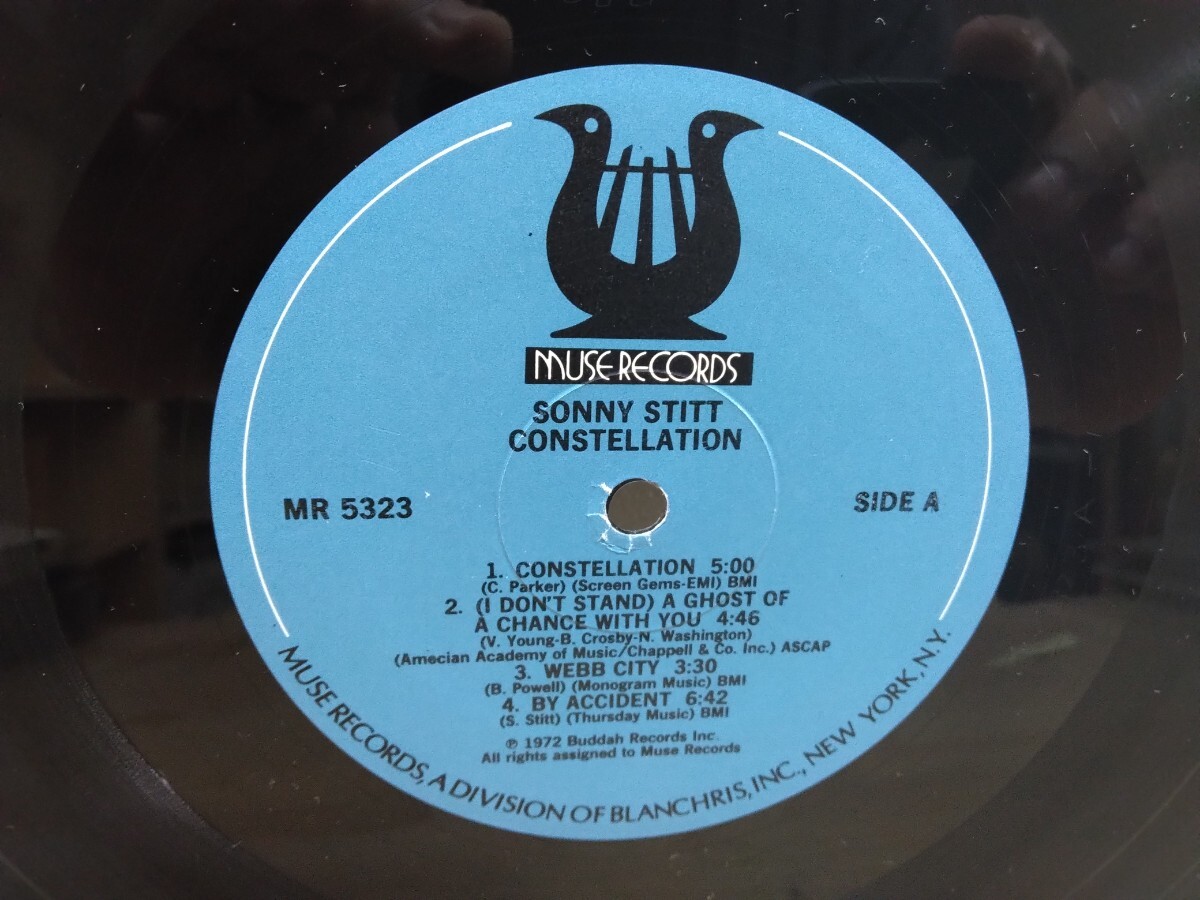 MUSE RECORDS
SONNY STITT
CONSTELLATION
MR 5323
SIDE A
1. CONSTELLATION 5:00
(C. Parker) (Screen Gems-EMI) BMI
2. (I DON'T STAND) A GHOST OF
A CHANCE WITH YOU 4:46
(V. Young-B. Crosby-N. Washington)
(Amecian Academy of Music/Chappell & Co. Inc.) ASCAP
3. WEBB CITY 3:30
(B. Powell) (Monogram Music) BMI
4. BY ACCIDENT 6:42
(S. Stitt) (Thursday Music) BMI
℗ 1972 Buddah Records Inc.
All rights assigned to Muse Records
MUSE RECORDS, A DIVISION OF BLANCHRIS, INC., NEW YORK, N.Y.